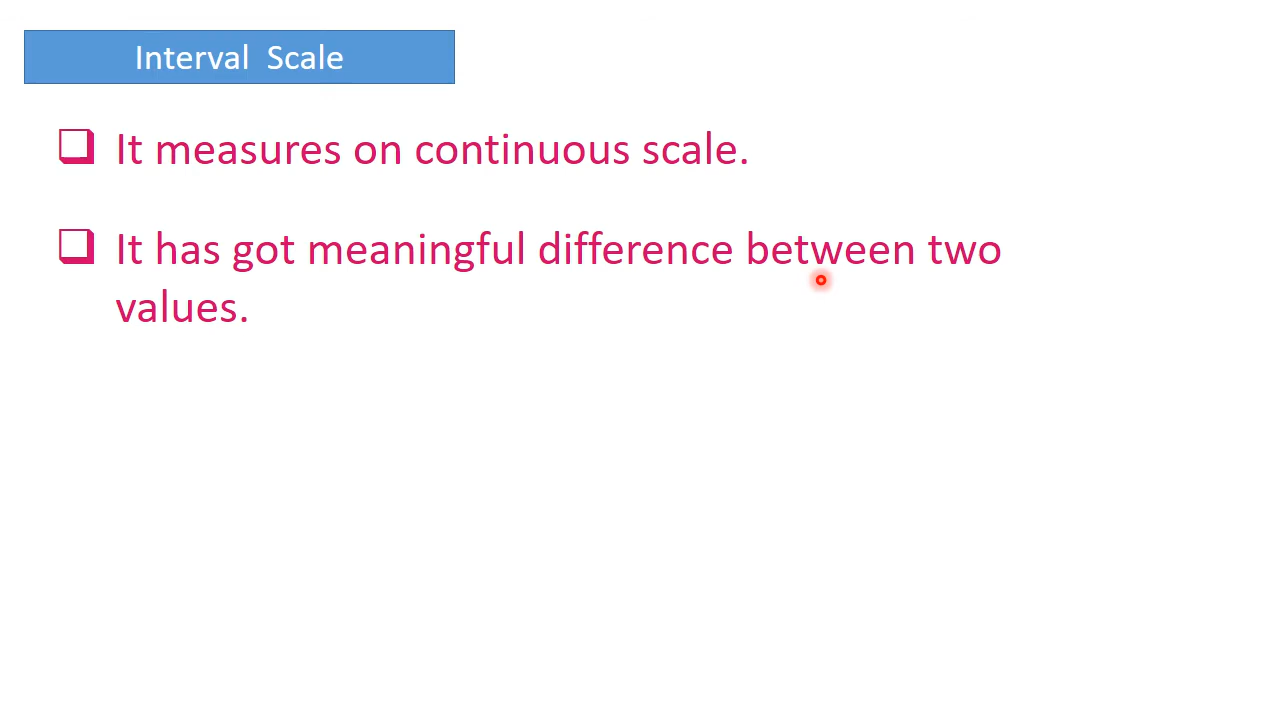 Interval Scale
It measures on continuous scale.
It has got meaningful difference between two
values.